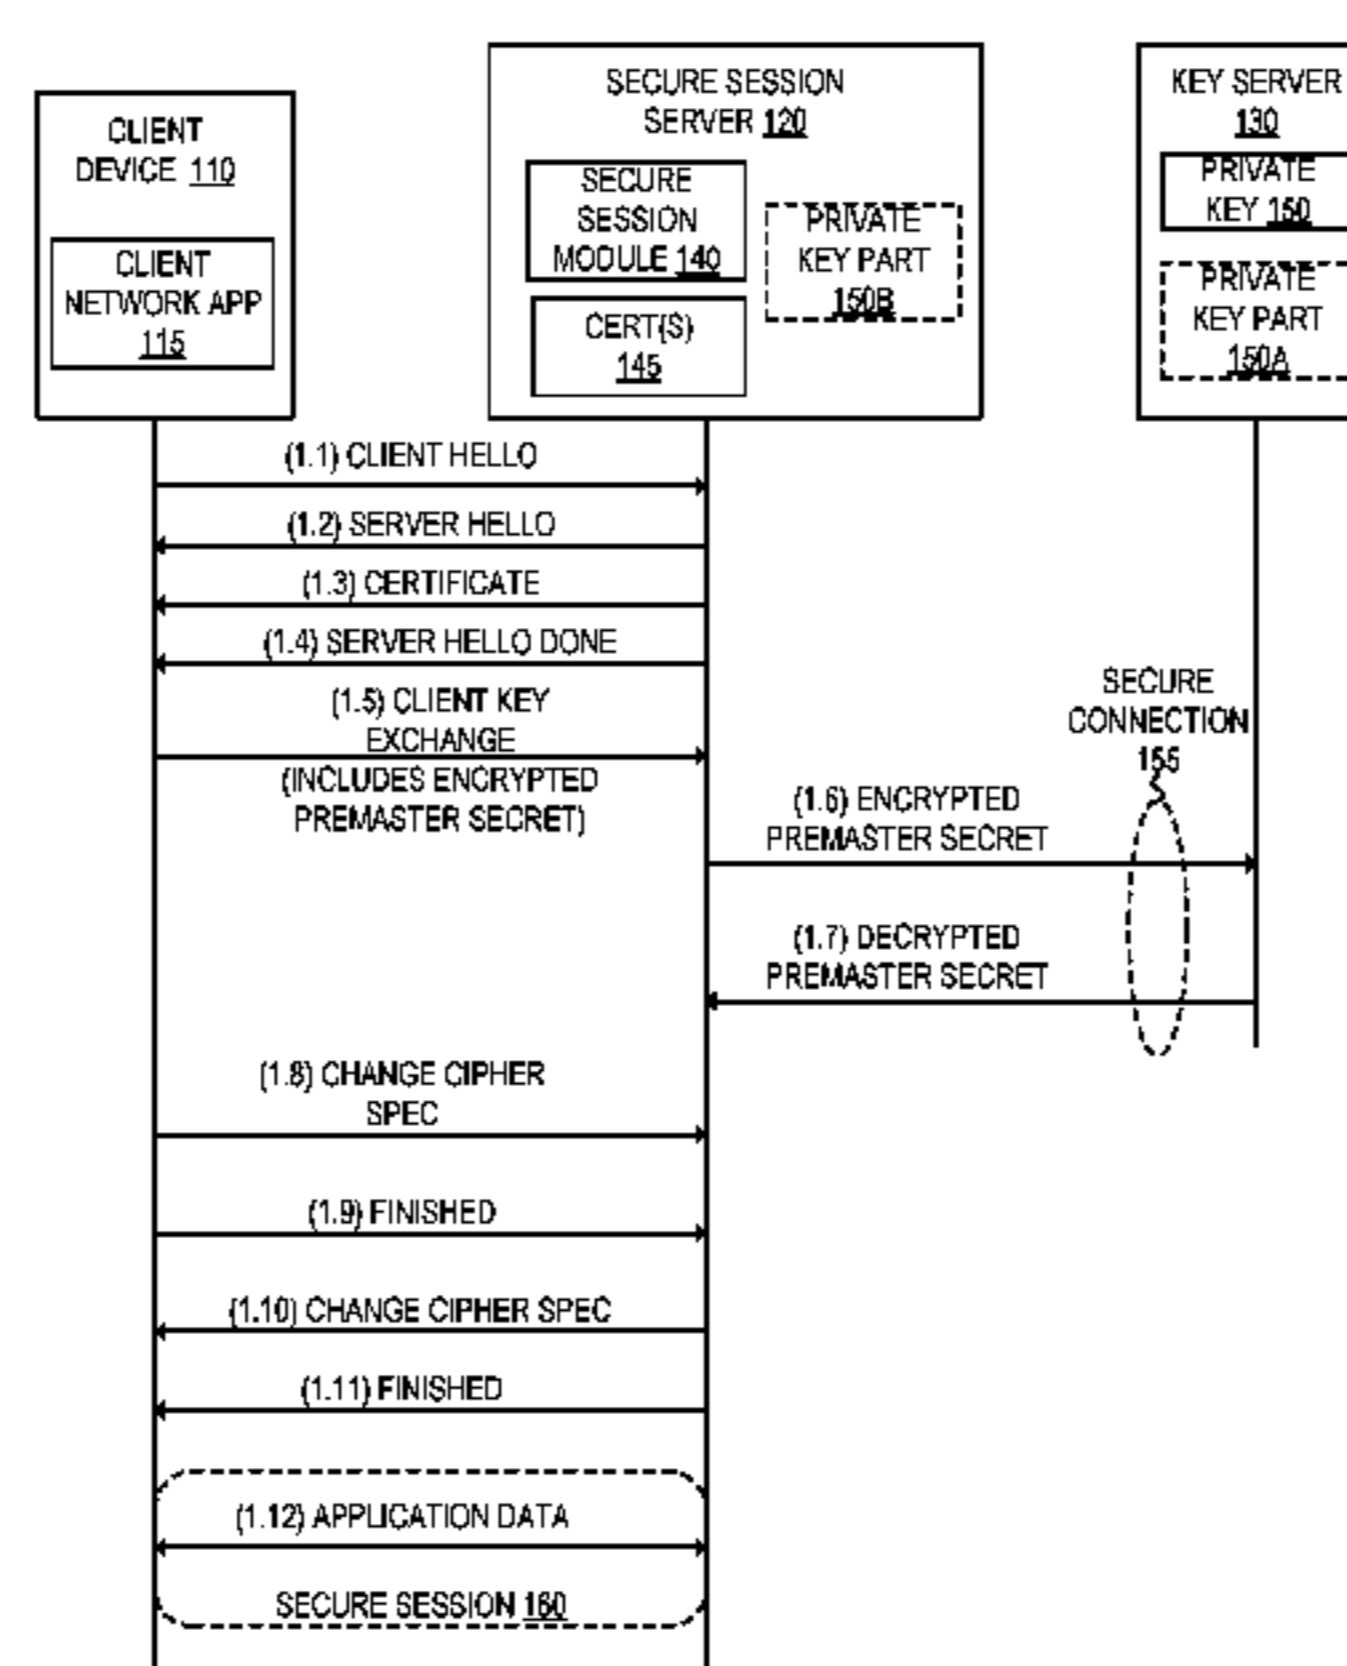 CLIENT
DEVICE 110
CLIENT
NETWORK APP
115
SECURE SESSION
SERVER 120
SECURE
SESSION
MODULE 140
CERT(S)
145
PRIVATE
KEY PART
150B
KEY SERVER
130
PRIVATE
KEY 150
PRIVATE
KEY PART
150A
(1.1) CLIENT HELLO
(1.2) SERVER HELLO
(1.3) CERTIFICATE
(1.4) SERVER HELLO DONE
(1.5) CLIENT KEY
EXCHANGE
(INCLUDES ENCRYPTED
PREMASTER SECRET)
SECURE
CONNECTION
155
(1.6) ENCRYPTED
PREMASTER SECRET
(1.7) DECRYPTED
PREMASTER SECRET
(1.8) CHANGE CIPHER
SPEC
(1.9) FINISHED
(1.10) CHANGE CIPHER SPEC
(1.11) FINISHED
(1.12) APPLICATION DATA
SECURE SESSION 160